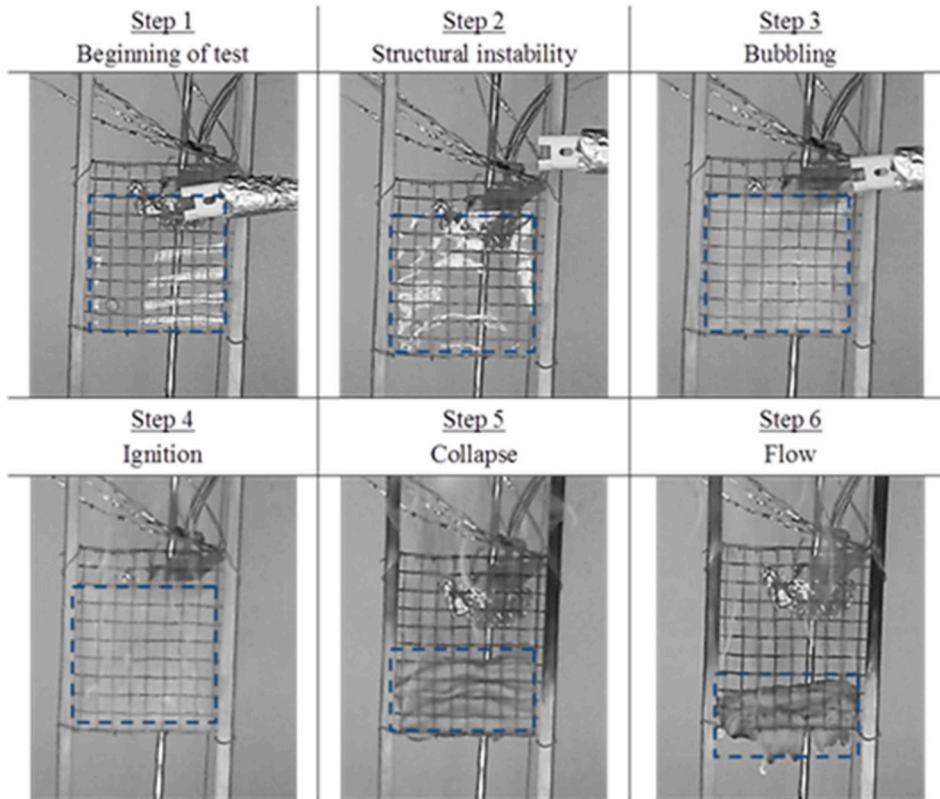 Step 1
Beginning of test
Step 2
Structural instability
Step 3
Bubbling
Step 4
Ignition
Step 5
Collapse
Step 6
Flow